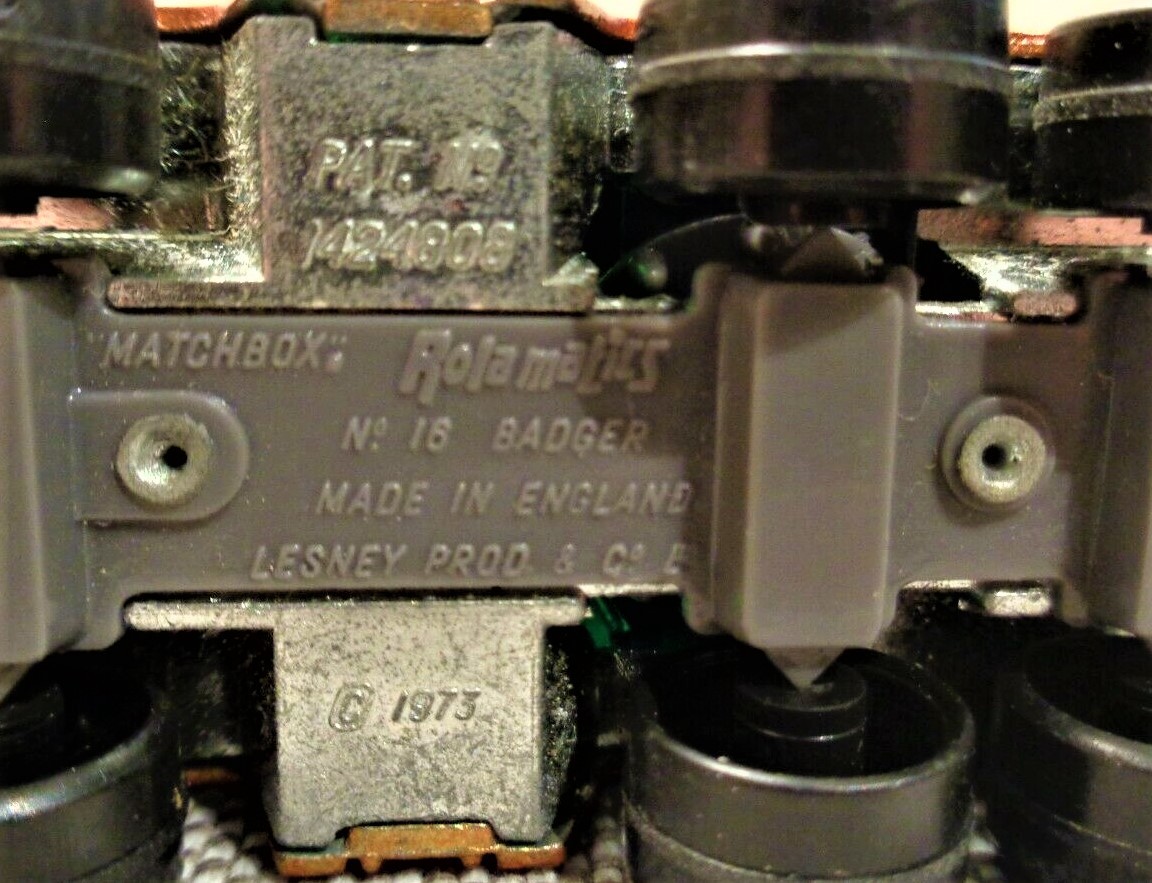 PAT. Nº
1424808
"MATCHBOX" Rolamatics
Nº 16 BADGER
MADE IN ENGLAND
LESNEY PROD. & Cº L
© 1973